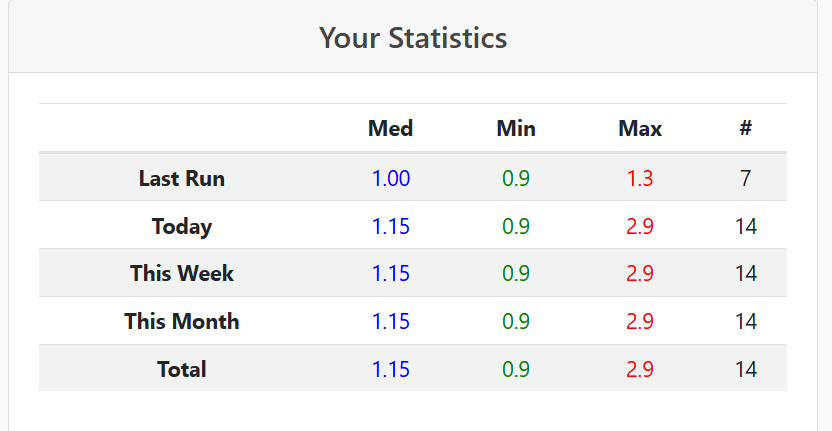 Your Statistics
Med Min Max #
Last Run 1.00 0.9 1.3 7
Today 1.15 0.9 2.9 14
This Week 1.15 0.9 2.9 14
This Month 1.15 0.9 2.9 14
Total 1.15 0.9 2.9 14